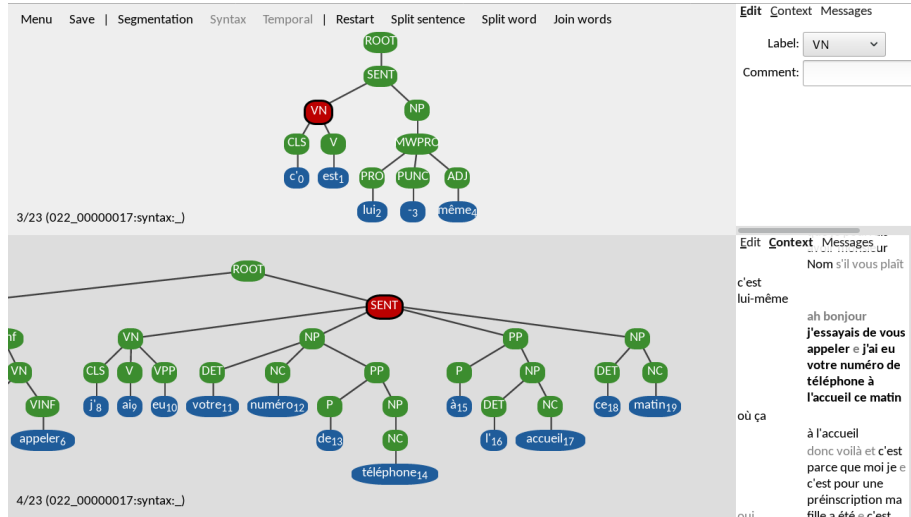 Menu Save | Segmentation Syntax Temporal | Restart Split sentence Split word Join words
ROOT
SENT
VN NP
CLS V MWPRO
c'0 est1 PRO PUNC ADJ
lui2 -3 même4
3/23 (022_00000017:syntax:_)
Edit Context Messages
Label: VN
Comment:
ROOT
SENT
nf VN NP PP NP
VN CLS V VPP DET NC PP P NP DET NC
VINF j'8 ai9 eu10 votre11 numéro12 P NP à15 DET NC ce18 matin19
appeler6 de13 NC l'16 accueil17
téléphone14
4/23 (022_00000017:syntax:_)
Edit Context Messages
Nom s'il vous plaît
c'est
lui-même
ah bonjour
j'essayais de vous
appeler e j'ai eu
votre numéro de
téléphone à
l'accueil ce matin
où ça
à l'accueil
donc voilà et c'est
parce que moi je e
c'est pour une
préinscription ma
oui fille a été e c'est